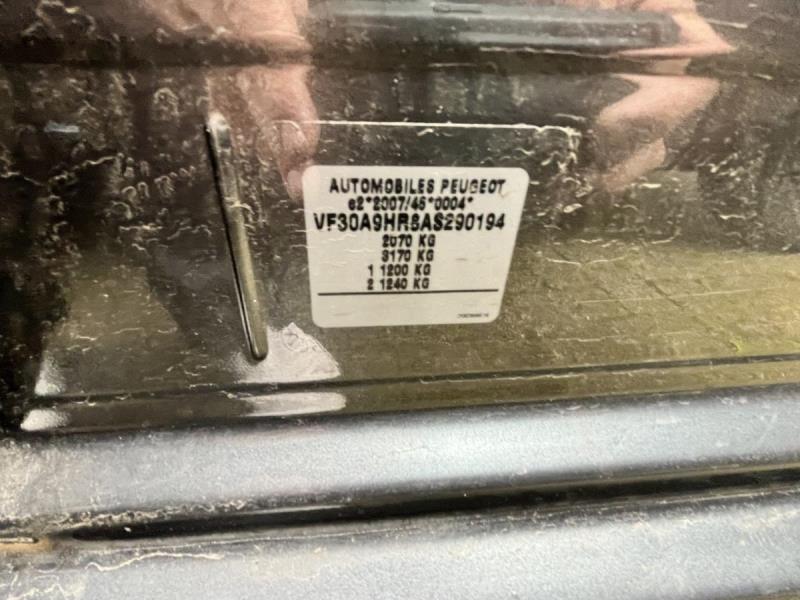 AUTOMOBILES PEUGEOT
e2*2007/46*0004*
VF30A9HR8AS290194
2070 KG
3170 KG
1 1200 KG
2 1240 KG